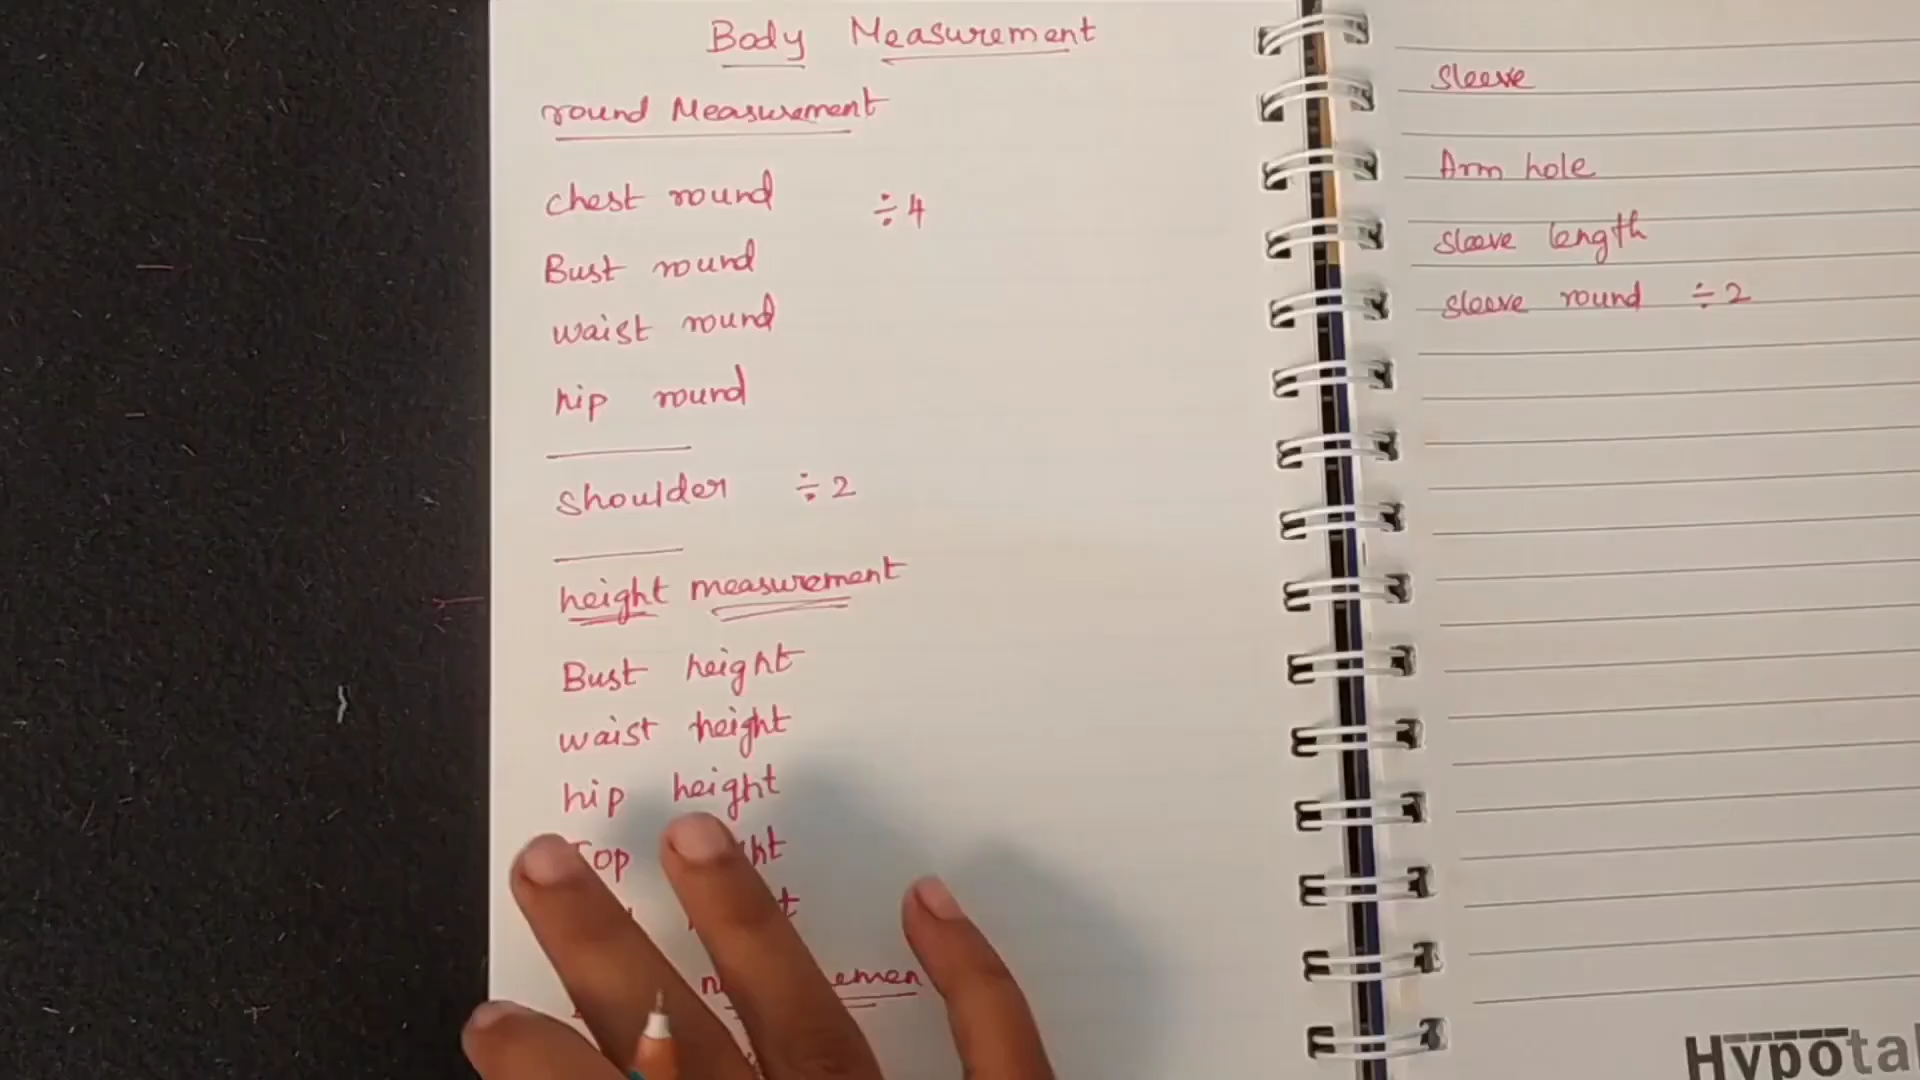 Body Measurement
round Measurement
chest round ÷4
Bust round
waist round
hip round
shoulder ÷2
height measurement
Bust height
waist height
hip height
Top
sleeve
Arm hole
sleeve length
sleeve round ÷2